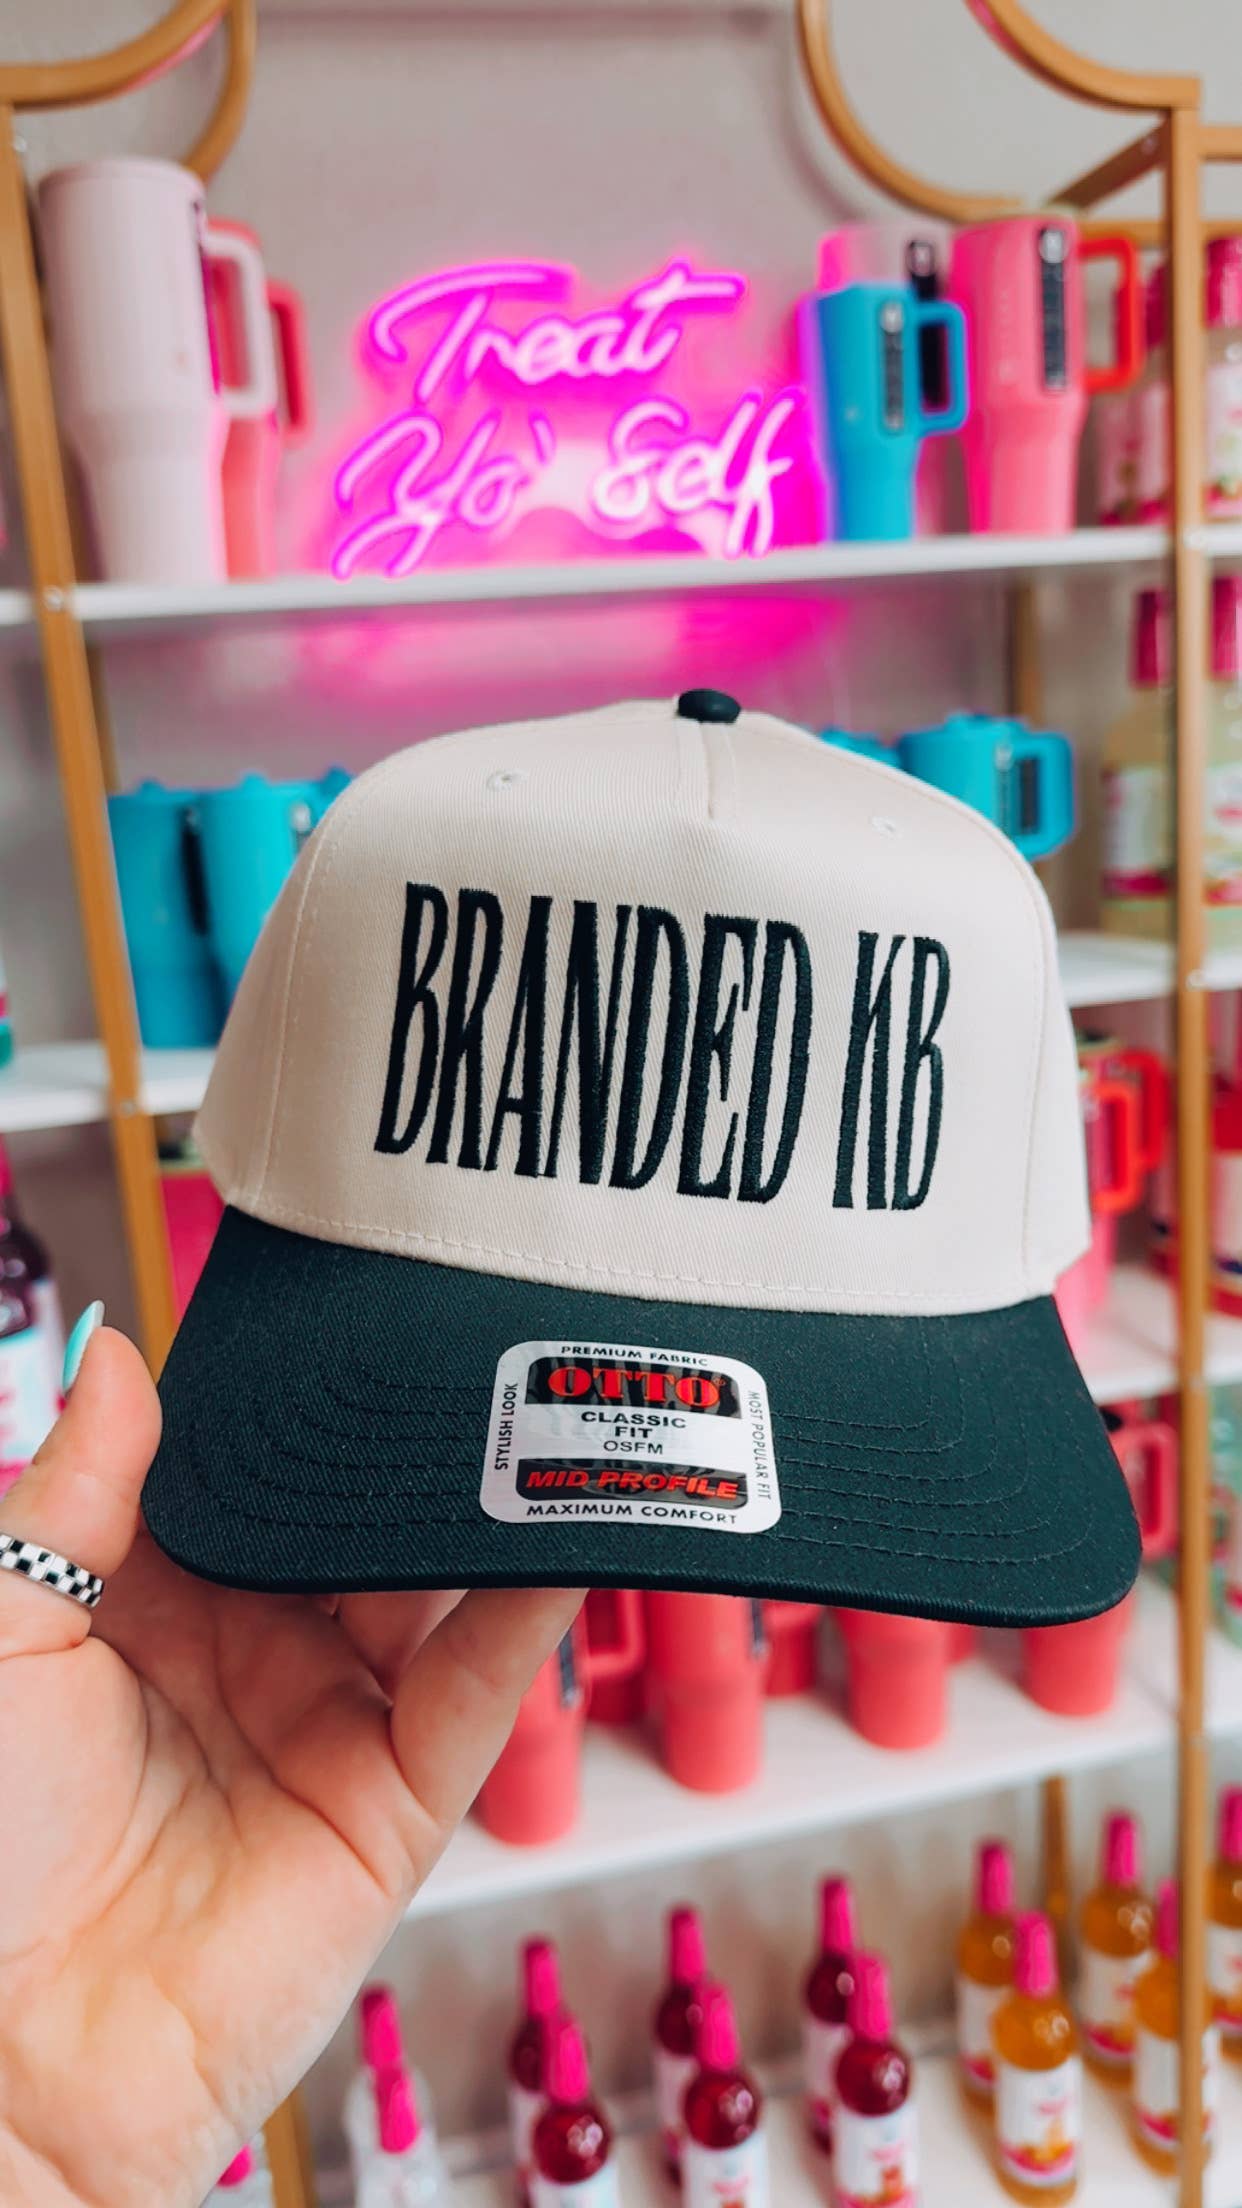 Treat
Yo' Self
BRANDED KB
PREMIUM FABRIC
OTTO®
STYLISH LOOK
CLASSIC
FIT
OSFM
MOST POPULAR FIT
MID PROFILE
MAXIMUM COMFORT